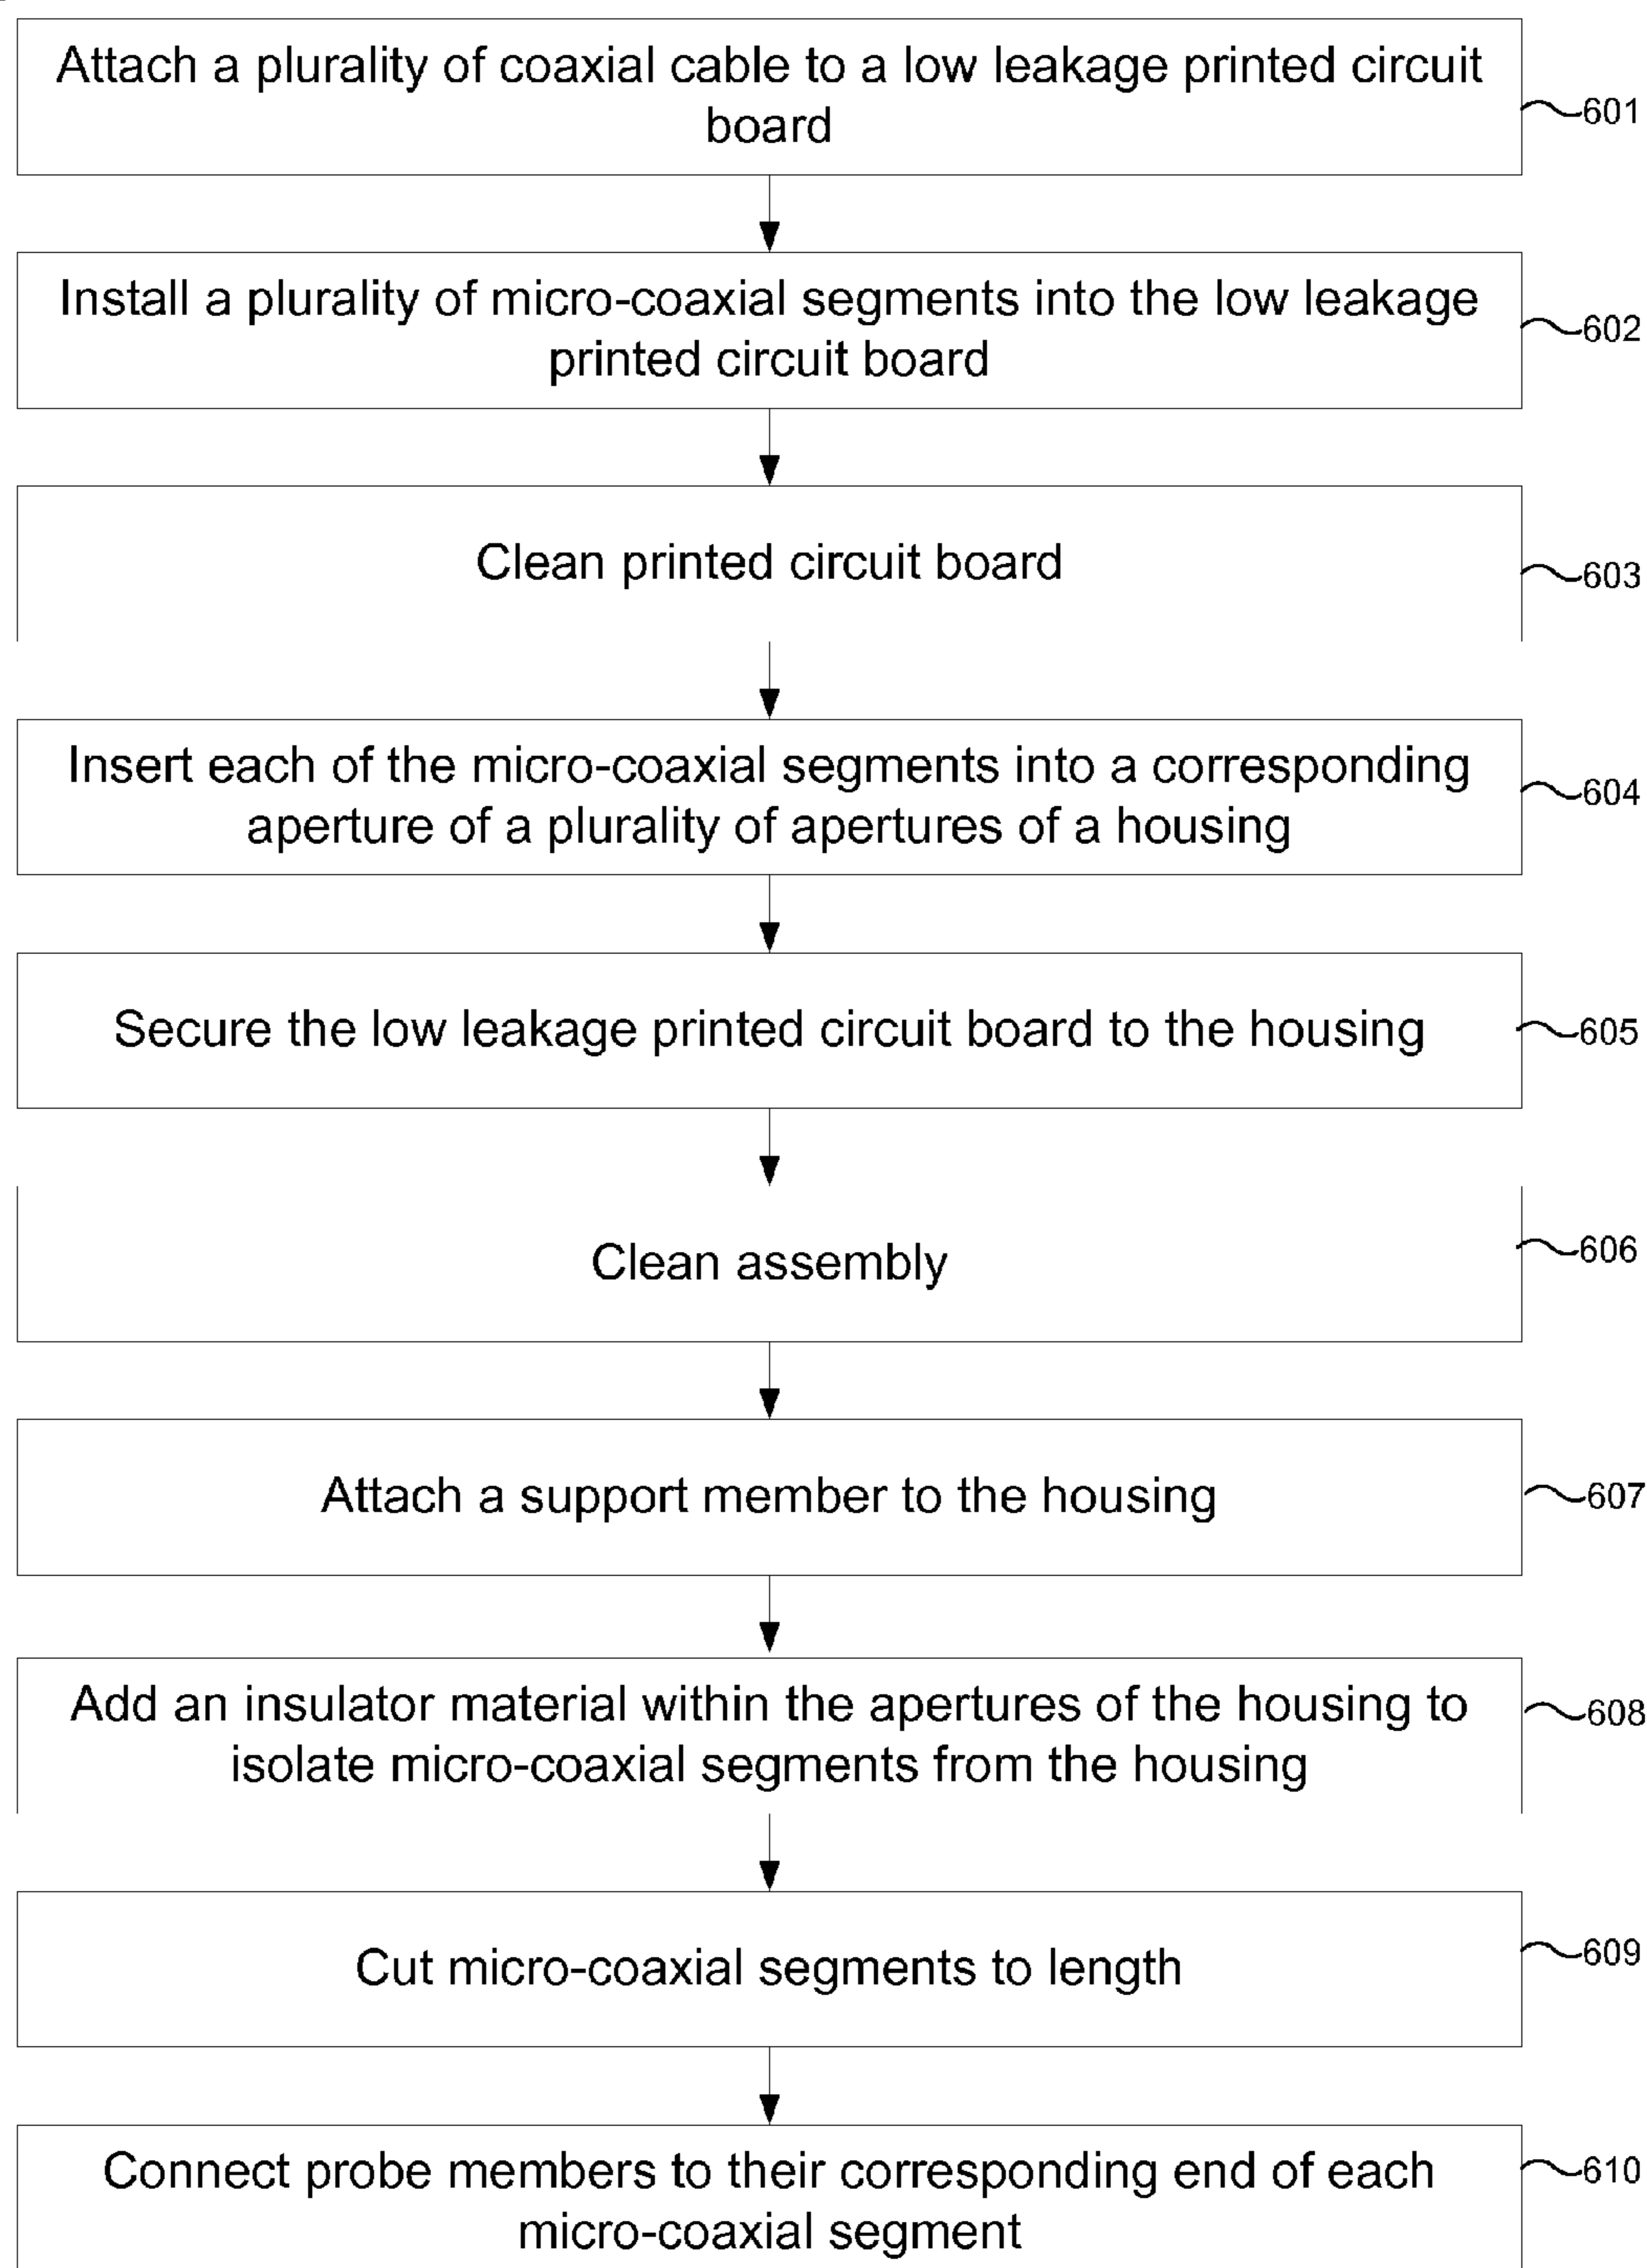 Attach a plurality of coaxial cable to a low leakage printed circuit
board
601
Install a plurality of micro-coaxial segments into the low leakage
printed circuit board
602
Clean printed circuit board
603
Insert each of the micro-coaxial segments into a corresponding
aperture of a plurality of apertures of a housing
604
Secure the low leakage printed circuit board to the housing
605
Clean assembly
606
Attach a support member to the housing
607
Add an insulator material within the apertures of the housing to
isolate micro-coaxial segments from the housing
608
Cut micro-coaxial segments to length
609
Connect probe members to their corresponding end of each
micro-coaxial segment
610